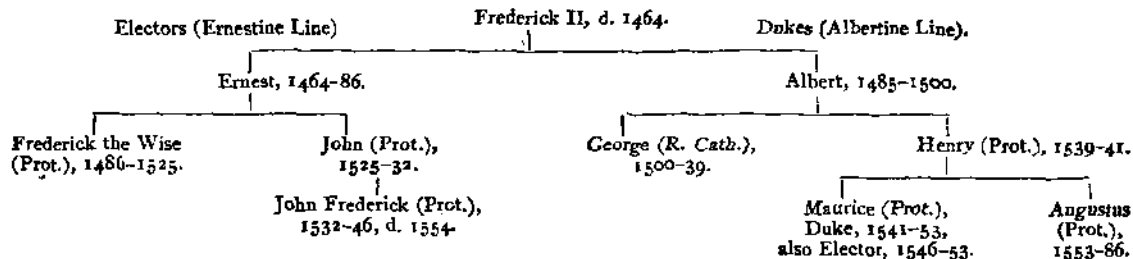 Electors (Ernestine Line)
Frederick II, d. 1464.
Dukes (Albertine Line).
Ernest, 1464-86.
Albert, 1485-1500.
Frederick the Wise
(Prot.), 1486-1525.
John (Prot.),
1525-32.
George (R. Cath.),
1500-39.
Henry (Prot.), 1539-41.
John Frederick (Prot.),
1532-46, d. 1554.
Maurice (Prot.),
Duke, 1541-53,
also Elector, 1546-53.
Augustus
(Prot.),
1553-86.